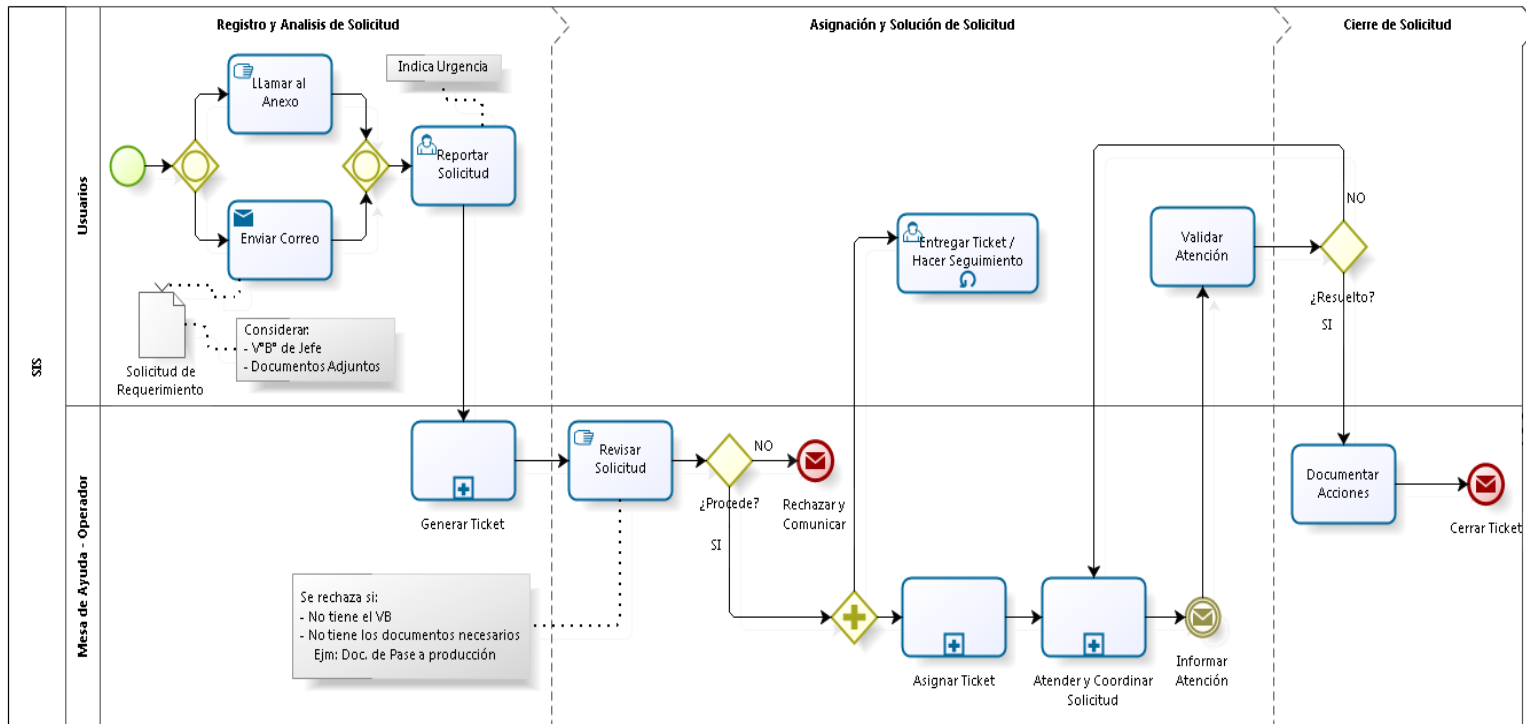 Registro y Analisis de Solicitud
Asignación y Solución de Solicitud
Cierre de Solicitud
SIS
Usuarios
LLamar al
Anexo
Indica Urgencia
Reportar
Solicitud
Enviar Correo
Solicitud de
Requerimiento
Considerar:
- V°B° de Jefe
- Documentos Adjuntos
Entregar Ticket /
Hacer Seguimiento
Validar
Atención
NO
¿Resuelto?
SI
Mesa de Ayuda - Operador
Generar Ticket
Revisar
Solicitud
¿Procede?
NO
SI
Rechazar y
Comunicar
Se rechaza si:
- No tiene el VB
- No tiene los documentos necesarios
Ejm: Doc. de Pase a producción
Asignar Ticket
Atender y Coordinar
Solicitud
Informar
Atención
Documentar
Acciones
Cerrar Ticket